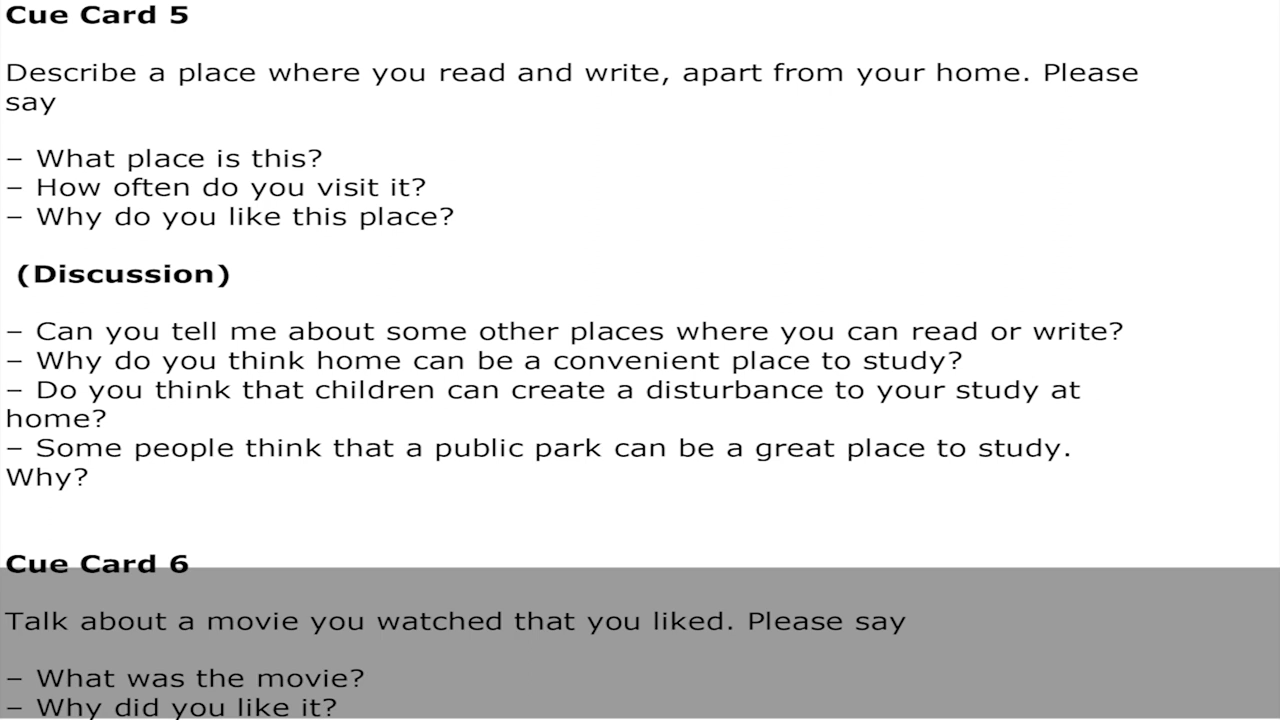 Cue Card 5
Describe a place where you read and write, apart from your home. Please
say
– What place is this?
– How often do you visit it?
– Why do you like this place?
(Discussion)
– Can you tell me about some other places where you can read or write?
– Why do you think home can be a convenient place to study?
– Do you think that children can create a disturbance to your study at
home?
– Some people think that a public park can be a great place to study.
Why?
Cue Card 6
Talk about a movie you watched that you liked. Please say
– What was the movie?
– Why did you like it?